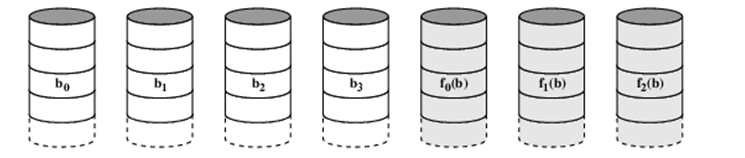 b₀ b₁ b₂ b₃ f₀(b) f₁(b) f₂(b)